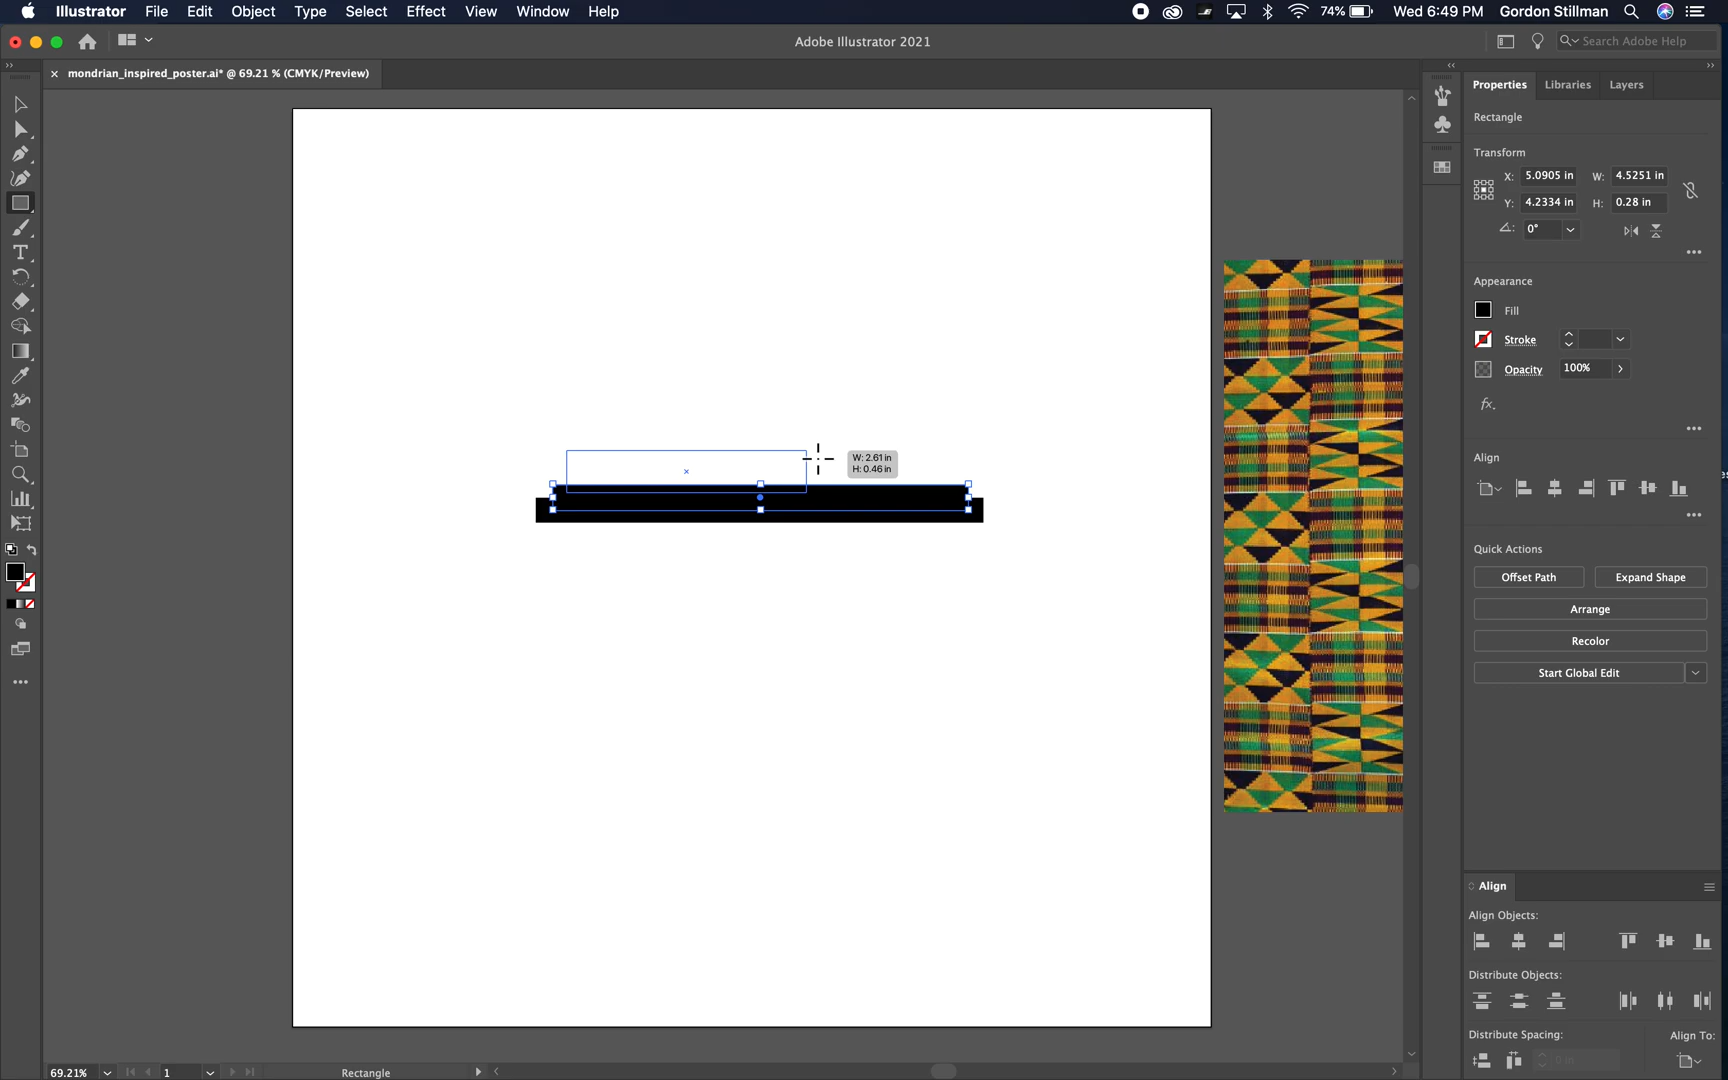 Illustrator File Edit Object Type Select Effect View Window Help 74% Wed 6:49 PM Gordon Stillman
Adobe Illustrator 2021 Search Adobe Help
× mondrian_inspired_poster.ai* @ 69.21 % (CMYK/Preview)
Properties Libraries Layers
Rectangle
Transform
X: 5.0905 in W: 4.5251 in
Y: 4.2334 in H: 0.28 in
0°
Appearance
Fill
Stroke
Opacity 100%
fx.
Align
W: 2.61 in
H: 0.46 in
Quick Actions
Offset Path Expand Shape
Arrange
Recolor
Start Global Edit
Align
Align Objects:
Distribute Objects:
Distribute Spacing: Align To:
0 in
69.21% 1 Rectangle